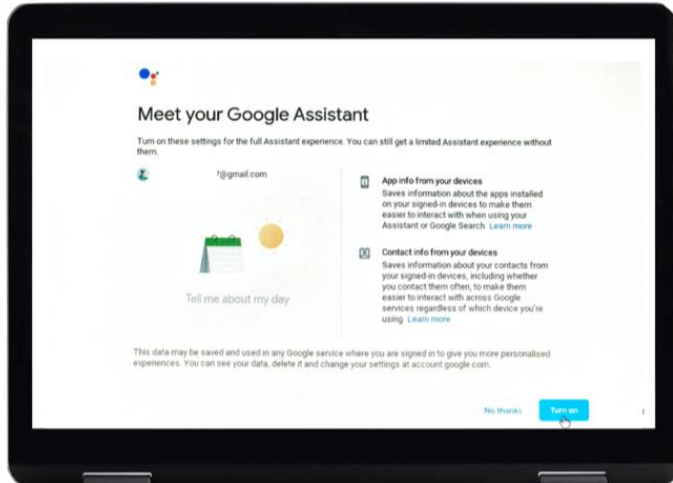 Meet your Google Assistant
Turn on these settings for the full Assistant experience. You can still get a limited Assistant experience without
them.
@gmail.com
Tell me about my day
App info from your devices
Saves information about the apps installed
on your signed-in devices to make them
easier to interact with when using your
Assistant or Google Search Learn more
Contact info from your devices
Saves information about your contacts from
your signed-in devices, including whether
you contact them often, to make them
easier to interact with across Google
services regardless of which device you're
using Learn more
This data may be saved and used in any Google service where you are signed in to give you more personalised
experiences. You can see your data, delete it and change your settings at account.google.com.
No thanks
Turn on